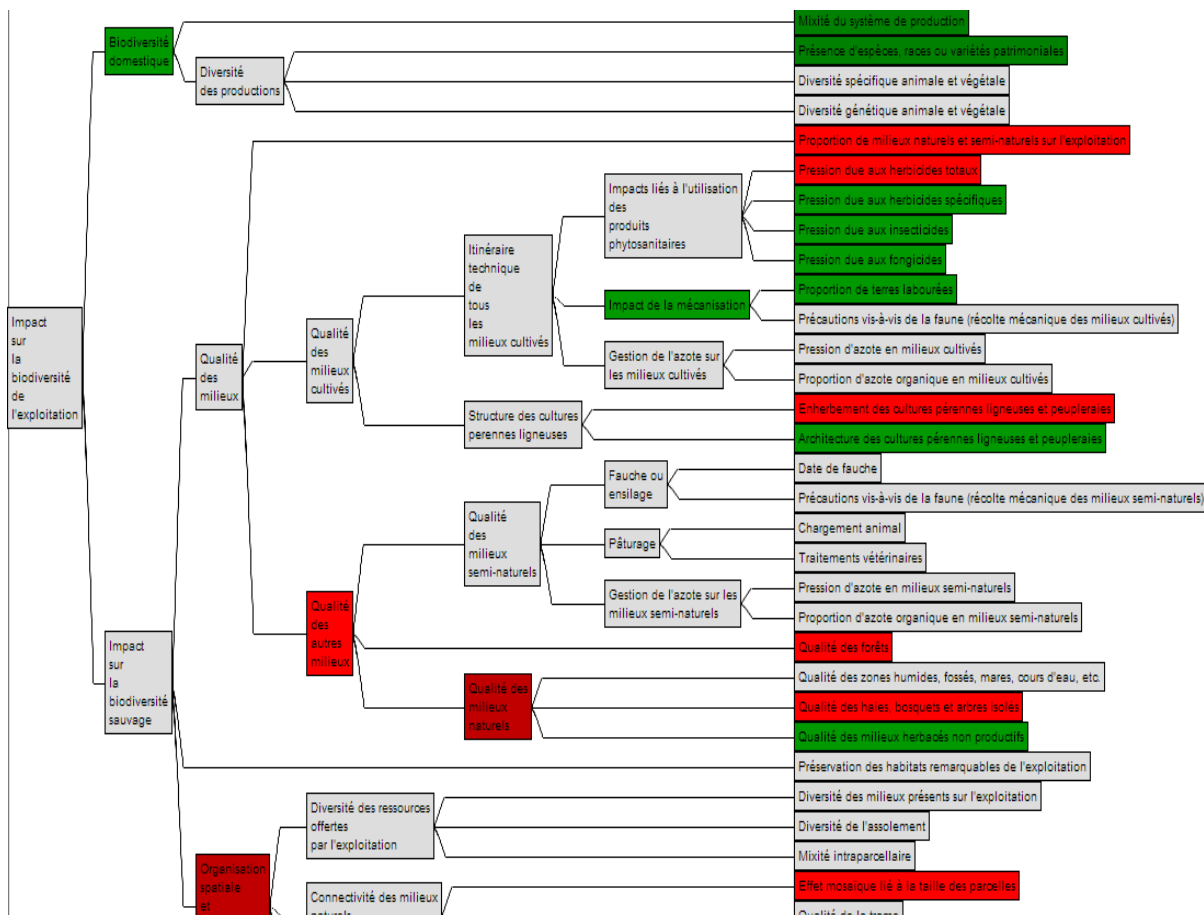 Biodiversité
domestique
Diversité
des productions
Mixité du système de production
Présence d'espèces, races ou variétés patrimoniales
Diversité spécifique animale et végétale
Diversité génétique animale et végétale
Impact
sur
la
biodiversité
de
l'exploitation
Impact
sur
la
biodiversité
sauvage
Qualité
des
milieux
Proportion de milieux naturels et semi-naturels sur l'exploitation
Qualité
des
milieux
cultivés
Itinéraire
technique
de
tous
les
milieux cultivés
Impacts liés à l'utilisation
des
produits
phytosanitaires
Pression due aux herbicides totaux
Pression due aux herbicides spécifiques
Pression due aux insecticides
Pression due aux fongicides
Impact de la mécanisation
Proportion de terres labourées
Précautions vis-à-vis de la faune (récolte mécanique des milieux cultivés)
Gestion de l'azote sur
les milieux cultivés
Pression d'azote en milieux cultivés
Proportion d'azote organique en milieux cultivés
Structure des cultures
perennes ligneuses
Enherbement des cultures pérennes ligneuses et peupleraies
Architecture des cultures pérennes ligneuses et peupleraies
Qualité
des
autres
milieux
Qualité
des
milieux
semi-naturels
Fauche ou
ensilage
Date de fauche
Précautions vis-à-vis de la faune (récolte mécanique des milieux semi-naturels)
Pâturage
Chargement animal
Traitements vétérinaires
Gestion de l'azote sur les
milieux semi-naturels
Pression d'azote en milieux semi-naturels
Proportion d'azote organique en milieux semi-naturels
Qualité des forêts
Qualité des
milieux
naturels
Qualité des zones humides, fossés, mares, cours d'eau, etc.
Qualité des haies, bosquets et arbres isolés
Qualité des milieux herbacés non productifs
Préservation des habitats remarquables de l'exploitation
Organisation
spatiale
et
Diversité des ressources
offertes
par l'exploitation
Diversité des milieux présents sur l'exploitation
Diversité de l'assolement
Mixité intraparcellaire
Connectivité des milieux
naturels
Effet mosaïque lié à la taille des parcelles
Qualité de la trame